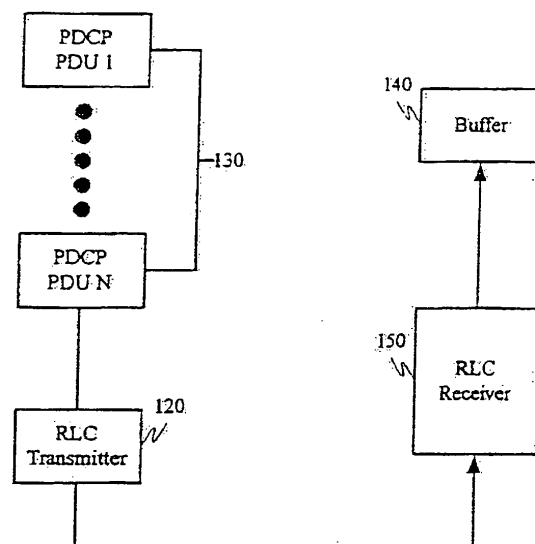 PDCP
PDU 1
130
PDCP
PDU N
120
RLC
Transmitter
140
Buffer
150
RLC
Receiver